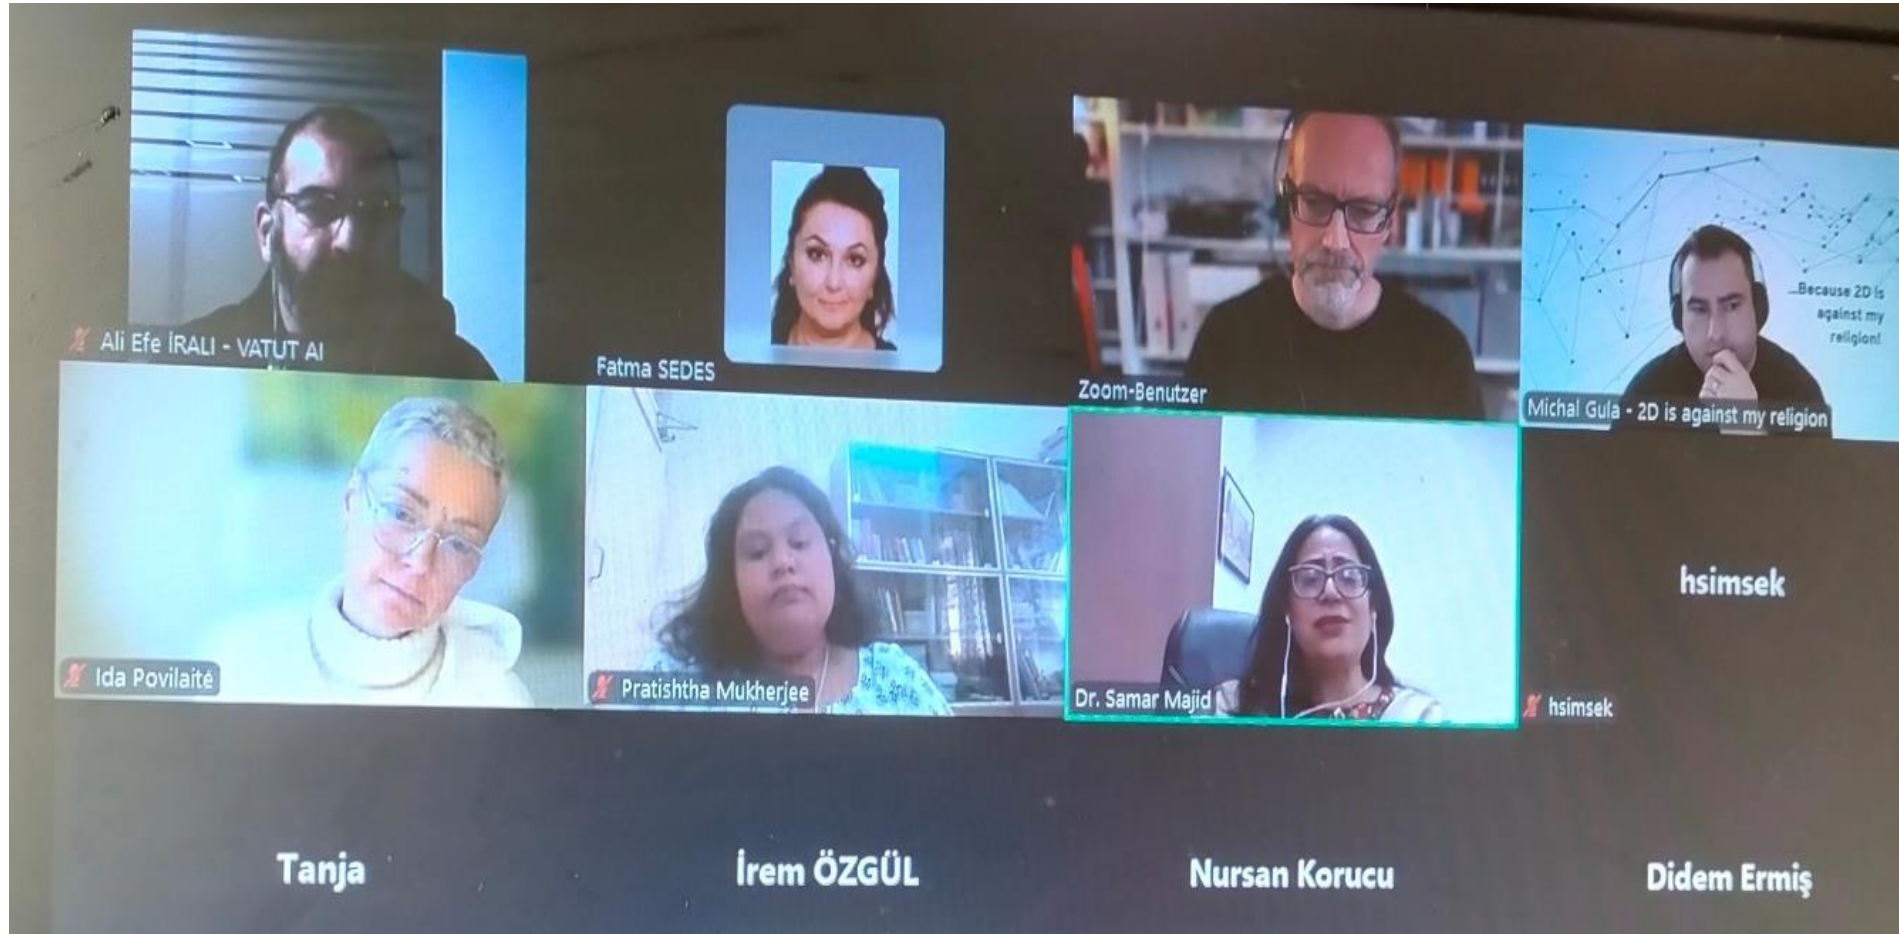 Ali Efe İRALI - VATUT AI
Fatma SEDES
Zoom-Benutzer
...Because 2D is
against my
religion!
Michal Gula - 2D is against my religion
Ida Povilaitė
Pratishtha Mukherjee
Dr. Samar Majid
hsimsek
hsimsek
Tanja
İrem ÖZGÜL
Nursan Korucu
Didem Ermiş